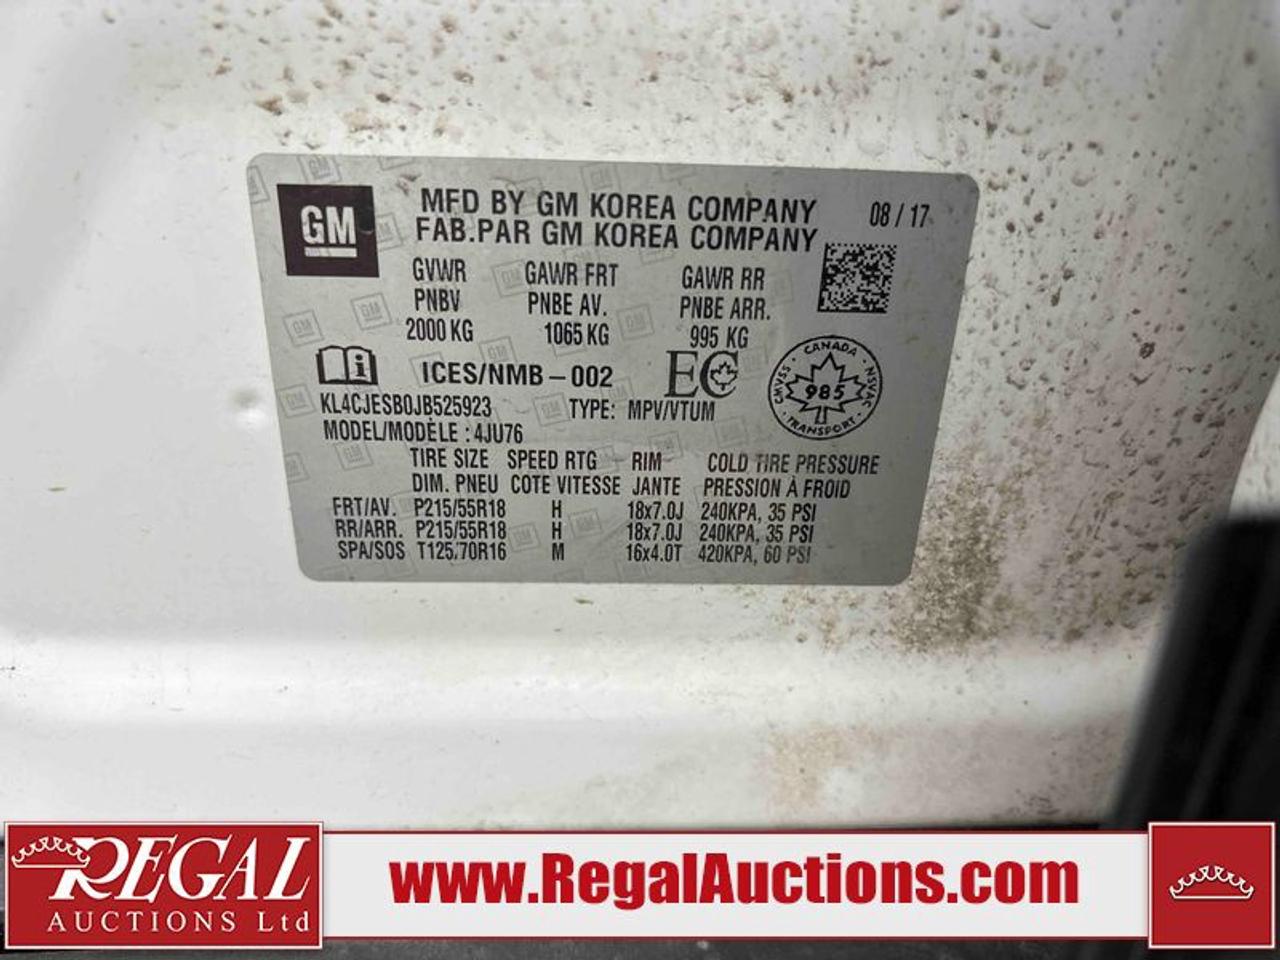 GM
MFD BY GM KOREA COMPANY 08 / 17
FAB.PAR GM KOREA COMPANY
GVWR GAWR FRT GAWR RR
PNBV PNBE AV. PNBE ARR.
2000 KG 1065 KG 995 KG
ICES/NMB – 002 EC
CANADA
CMVSS 985 NSVAC
TRANSPORT
KL4CJESB0JB525923 TYPE: MPV/VTUM
MODEL/MODÈLE : 4JU76
TIRE SIZE SPEED RTG RIM COLD TIRE PRESSURE
DIM. PNEU COTE VITESSE JANTE PRESSION À FROID
FRT/AV. P215/55R18 H 18x7.0J 240KPA, 35 PSI
RR/ARR. P215/55R18 H 18x7.0J 240KPA, 35 PSI
SPA/SOS T125/70R16 M 16x4.0T 420KPA, 60 PSI
REGAL
AUCTIONS Ltd
www.RegalAuctions.com